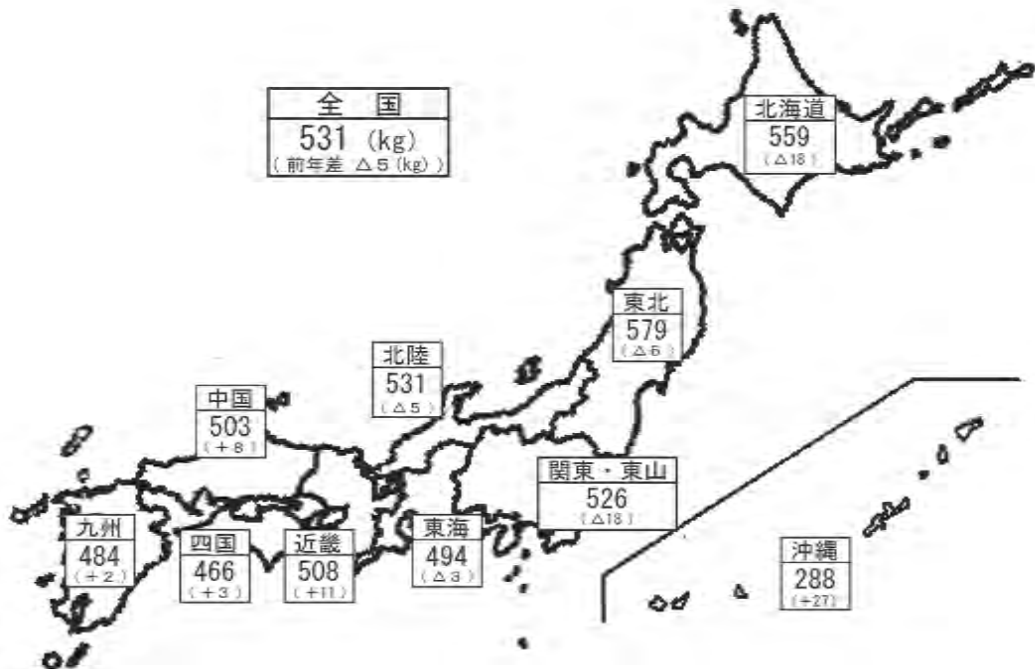 全 国
531 (kg)
( 前年差 △5 (kg) )
北海道
559
(△18)
東北
579
(△6)
北陸
531
(△5)
中国
503
(+8)
関東・東山
526
(△18)
九州
484
(+2)
四国
466
(+3)
近畿
508
(+11)
東海
494
(△3)
沖縄
288
(+27)